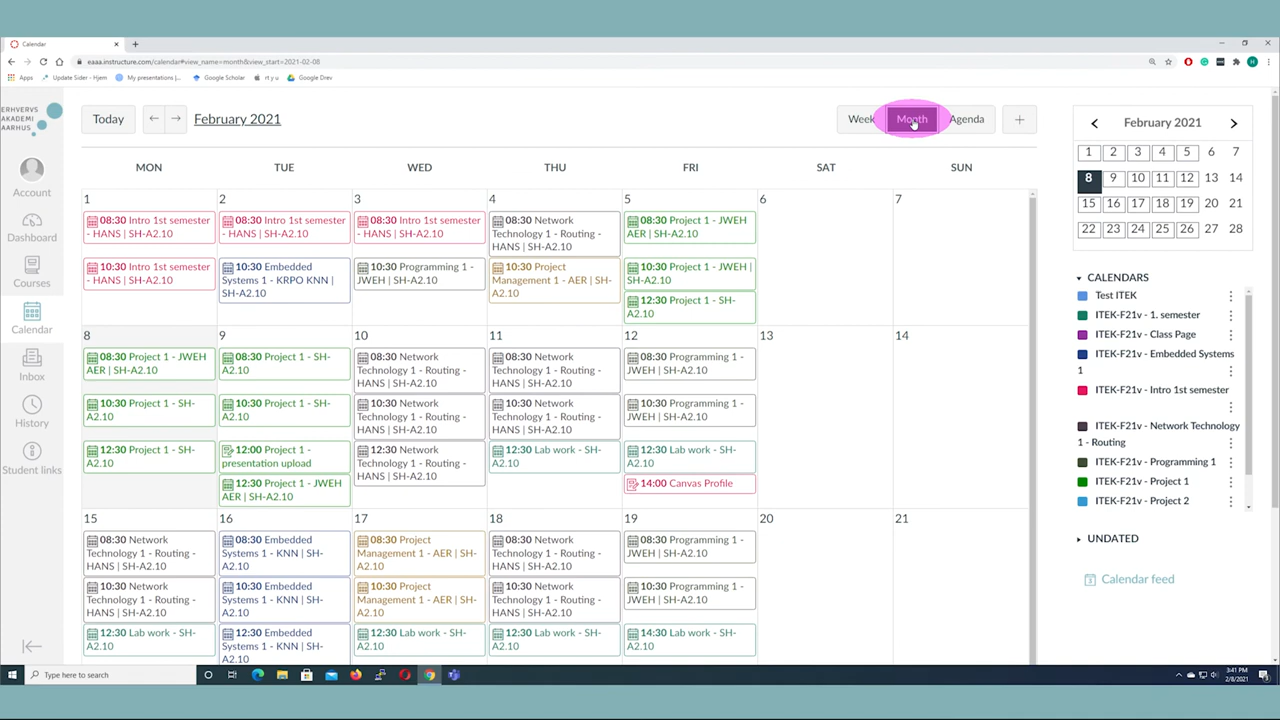 Calendar
eaaa.instructure.com/calendar#view_name=month&view_start=2021-02-08
Apps
Update Sider - Hjem
My presentations |...
Google Scholar
rt y u
Google Drev
ERHVERVS
AKADEMI
AARHUS
Account
Dashboard
Courses
Calendar
Inbox
History
Student links
Today
February 2021
Week
Month
Agenda
MON TUE WED THU FRI SAT SUN
1
08:30 Intro 1st semester
- HANS | SH-A2.10
10:30 Intro 1st semester
- HANS | SH-A2.10
2
08:30 Intro 1st semester
- HANS | SH-A2.10
10:30 Embedded
Systems 1 - KRPO KNN |
SH-A2.10
3
08:30 Intro 1st semester
- HANS | SH-A2.10
10:30 Programming 1 -
JWEH | SH-A2.10
4
08:30 Network
Technology 1 - Routing -
HANS | SH-A2.10
10:30 Project
Management 1 - AER | SH-
A2.10
5
08:30 Project 1 - JWEH
AER | SH-A2.10
10:30 Project 1 - JWEH |
SH-A2.10
12:30 Project 1 - SH-
A2.10
6
7
8
08:30 Project 1 - JWEH
AER | SH-A2.10
10:30 Project 1 - SH-
A2.10
12:30 Project 1 - SH-
A2.10
9
08:30 Project 1 - SH-
A2.10
10:30 Project 1 - SH-
A2.10
12:00 Project 1 -
presentation upload
12:30 Project 1 - JWEH
AER | SH-A2.10
10
08:30 Network
Technology 1 - Routing -
HANS | SH-A2.10
10:30 Network
Technology 1 - Routing -
HANS | SH-A2.10
12:30 Network
Technology 1 - Routing -
HANS | SH-A2.10
11
08:30 Network
Technology 1 - Routing -
HANS | SH-A2.10
10:30 Network
Technology 1 - Routing -
HANS | SH-A2.10
12:30 Lab work - SH-
A2.10
12
08:30 Programming 1 -
JWEH | SH-A2.10
10:30 Programming 1 -
JWEH | SH-A2.10
12:30 Lab work - SH-
A2.10
14:00 Canvas Profile
13
14
15
08:30 Network
Technology 1 - Routing -
HANS | SH-A2.10
10:30 Network
Technology 1 - Routing -
HANS | SH-A2.10
12:30 Lab work - SH-
A2.10
16
08:30 Embedded
Systems 1 - KNN | SH-
A2.10
10:30 Embedded
Systems 1 - KNN | SH-
A2.10
12:30 Embedded
Systems 1 - KNN | SH-
A2.10
17
08:30 Project
Management 1 - AER | SH-
A2.10
10:30 Project
Management 1 - AER | SH-
A2.10
12:30 Lab work - SH-
A2.10
18
08:30 Network
Technology 1 - Routing -
HANS | SH-A2.10
10:30 Network
Technology 1 - Routing -
HANS | SH-A2.10
12:30 Lab work - SH-
A2.10
19
08:30 Programming 1 -
JWEH | SH-A2.10
10:30 Programming 1 -
JWEH | SH-A2.10
14:30 Lab work - SH-
A2.10
20
21
February 2021
1 2 3 4 5 6 7
8 9 10 11 12 13 14
15 16 17 18 19 20 21
22 23 24 25 26 27 28
CALENDARS
Test ITEK
ITEK-F21v - 1. semester
ITEK-F21v - Class Page
ITEK-F21v - Embedded Systems
1
ITEK-F21v - Intro 1st semester
ITEK-F21v - Network Technology
1 - Routing
ITEK-F21v - Programming 1
ITEK-F21v - Project 1
ITEK-F21v - Project 2
UNDATED
Calendar feed
Type here to search
3:41 PM
2/8/2021